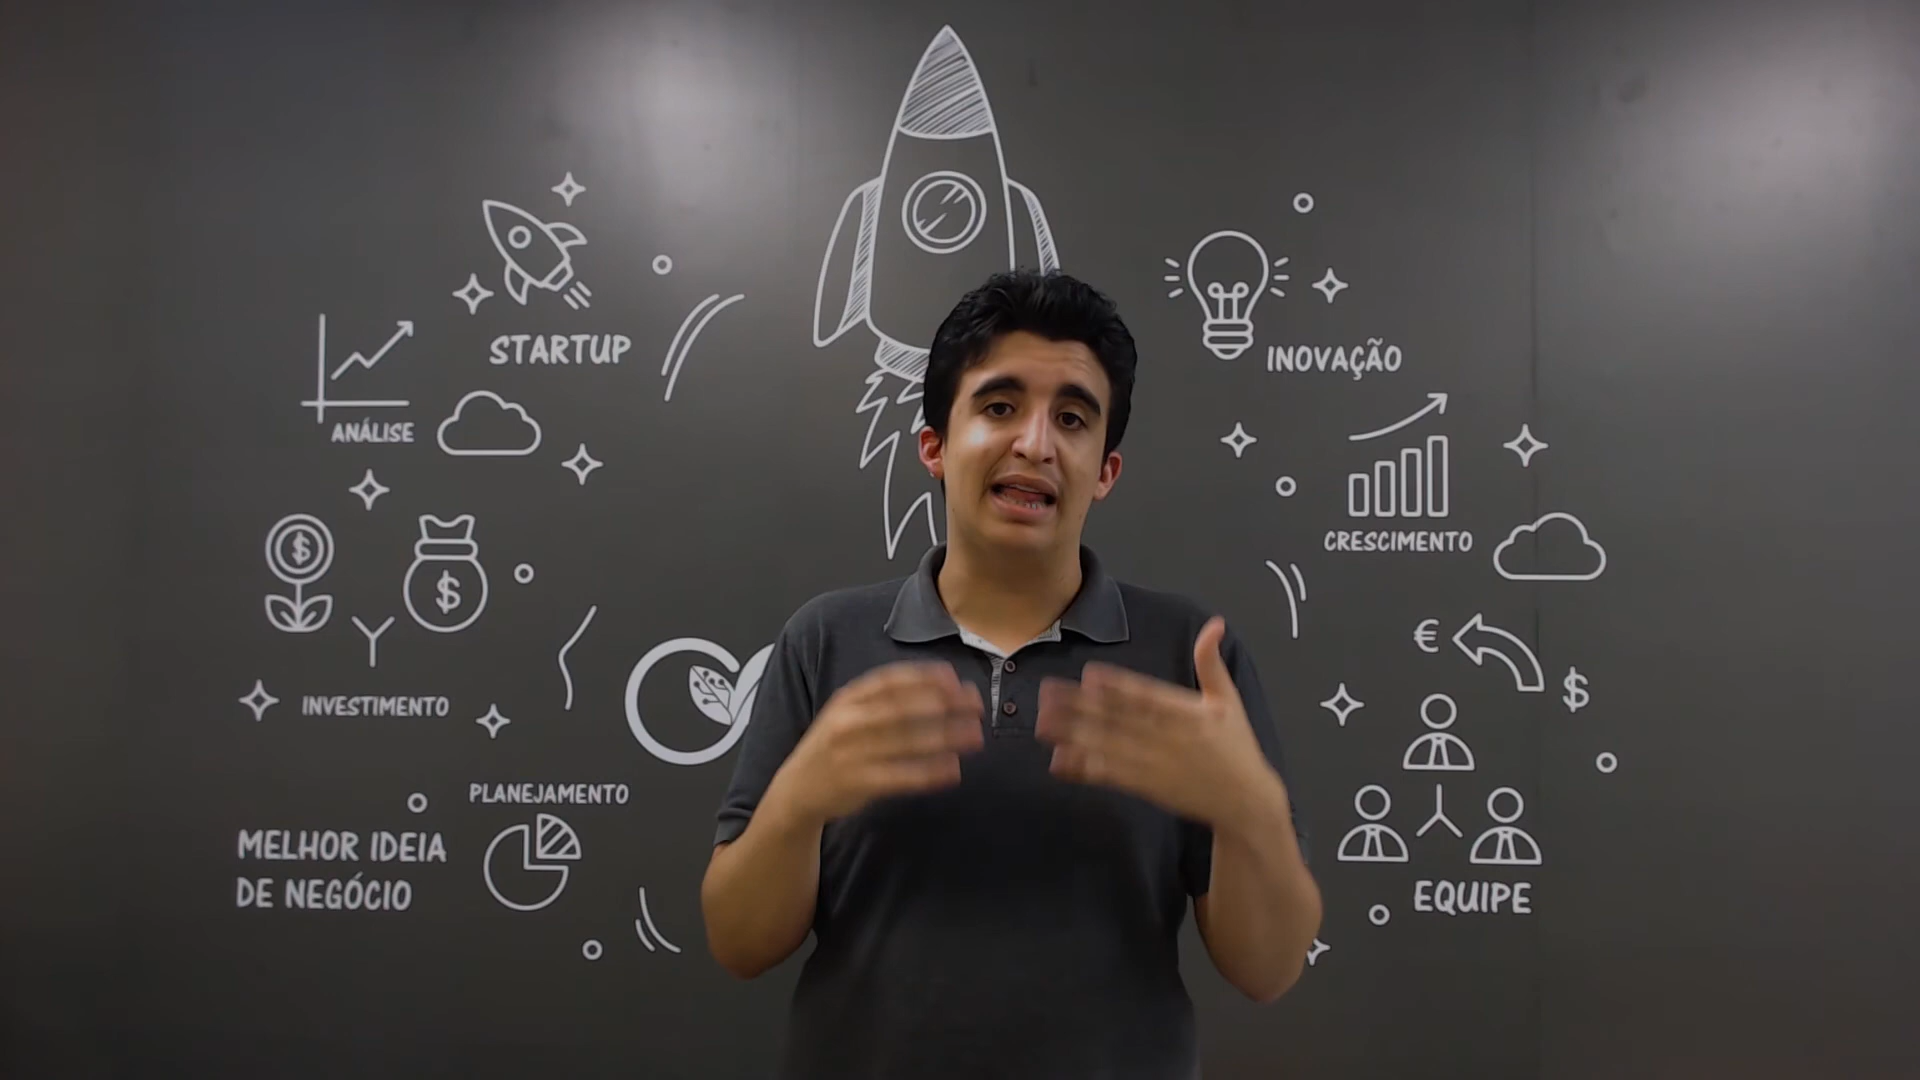 STARTUP
INOVAÇÃO
ANÁLISE
$
$
CRESCIMENTO
€
$
INVESTIMENTO
PLANEJAMENTO
MELHOR IDEIA
DE NEGÓCIO
EQUIPE